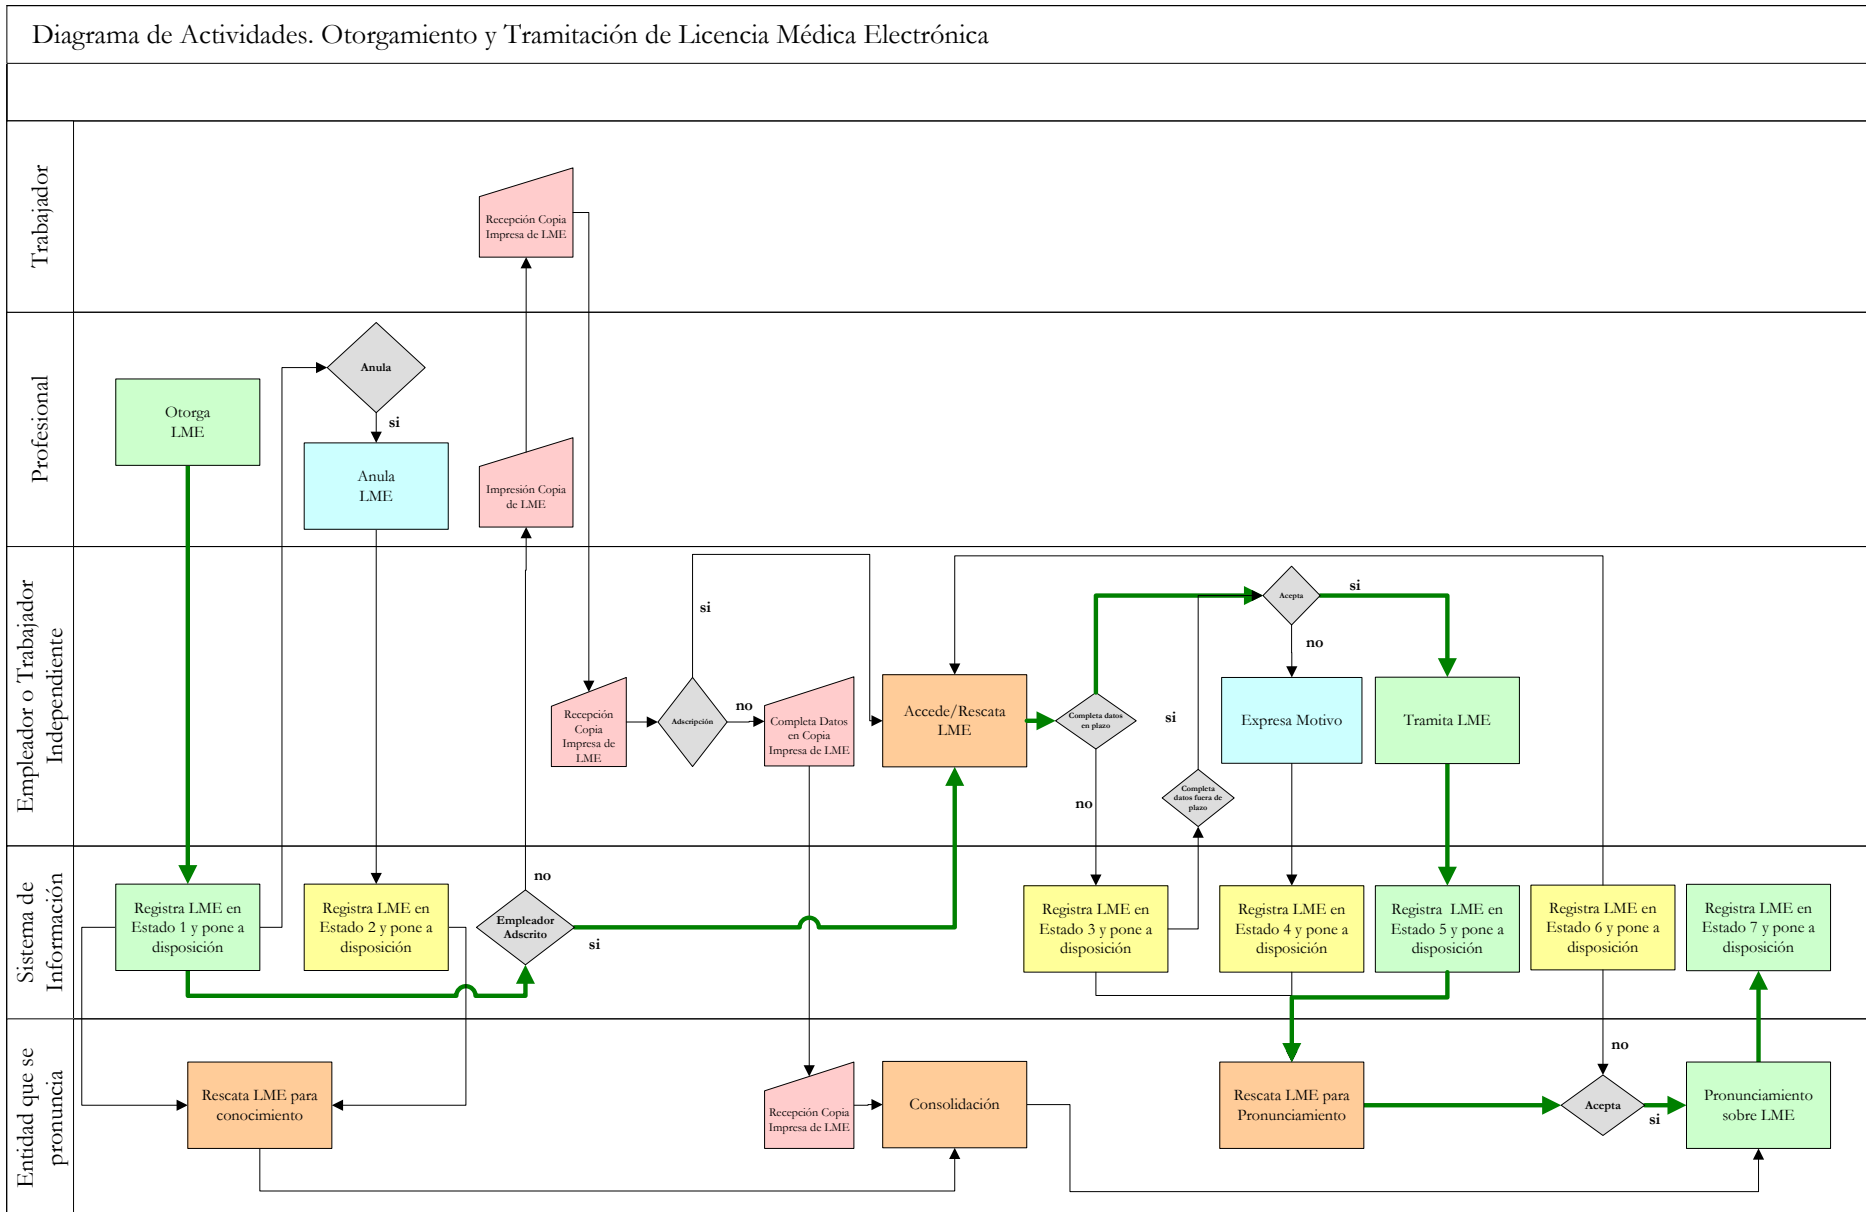 Diagrama de Actividades. Otorgamiento y Tramitación de Licencia Médica Electrónica
Trabajador
Recepción Copia
Impresa de LME
Profesional
Otorga
LME
Anula
si
Anula
LME
Impresión Copia
de LME
Empleador o Trabajador
Independiente
Recepción
Copia
Impresa de
LME
Adscripción
si
no
Completa Datos
en Copia
Impresa de LME
Accede/Rescata
LME
Completa datos
en plazo
no
si
Completa
datos fuera de
plazo
Acepta
si
no
Expresa Motivo
Tramita LME
Sistema de
Información
Registra LME en
Estado 1 y pone a
disposición
Registra LME en
Estado 2 y pone a
disposición
no
Empleador
Adscrito
si
Registra LME en
Estado 3 y pone a
disposición
Registra LME en
Estado 4 y pone a
disposición
Registra LME en
Estado 5 y pone a
disposición
Registra LME en
Estado 6 y pone a
disposición
Registra LME en
Estado 7 y pone a
disposición
Entidad que se
pronuncia
Rescata LME para
conocimiento
Recepción Copia
Impresa de LME
Consolidación
Rescata LME para
Pronunciamiento
no
Acepta
si
Pronunciamiento
sobre LME